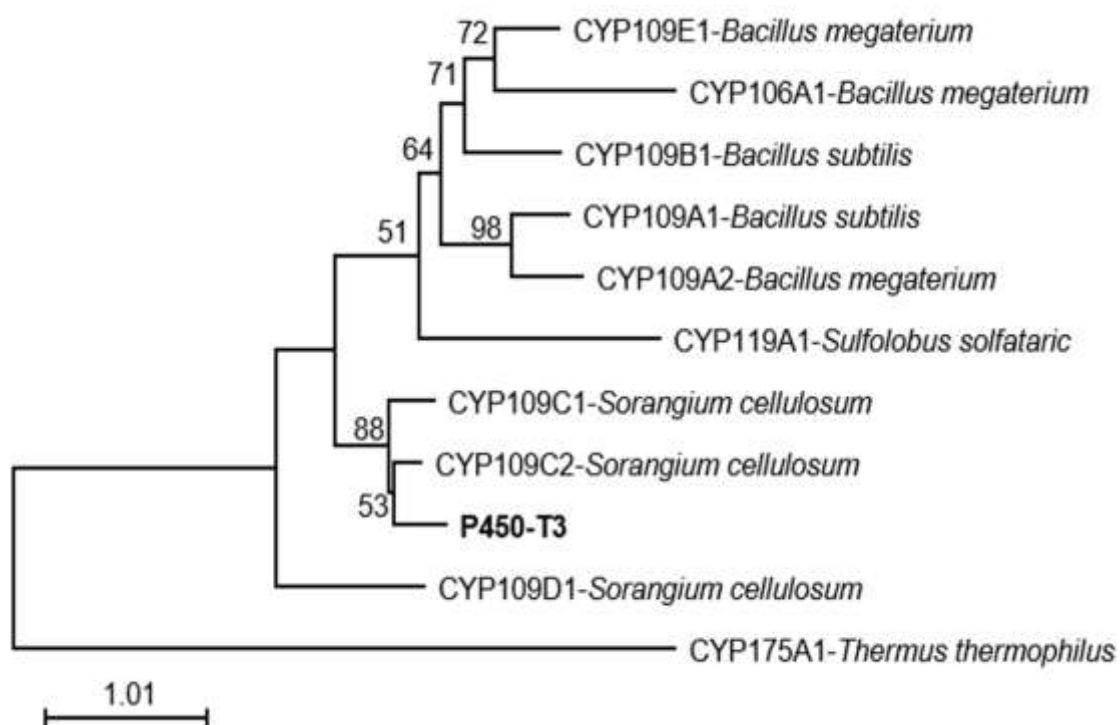 72
CYP109E1-Bacillus megaterium
71
CYP106A1-Bacillus megaterium
64
CYP109B1-Bacillus subtilis
CYP109A1-Bacillus subtilis
51
98
CYP109A2-Bacillus megaterium
CYP119A1-Sulfolobus solfataric
CYP109C1-Sorangium cellulosum
88
CYP109C2-Sorangium cellulosum
53
P450-T3
CYP109D1-Sorangium cellulosum
CYP175A1-Thermus thermophilus
1.01